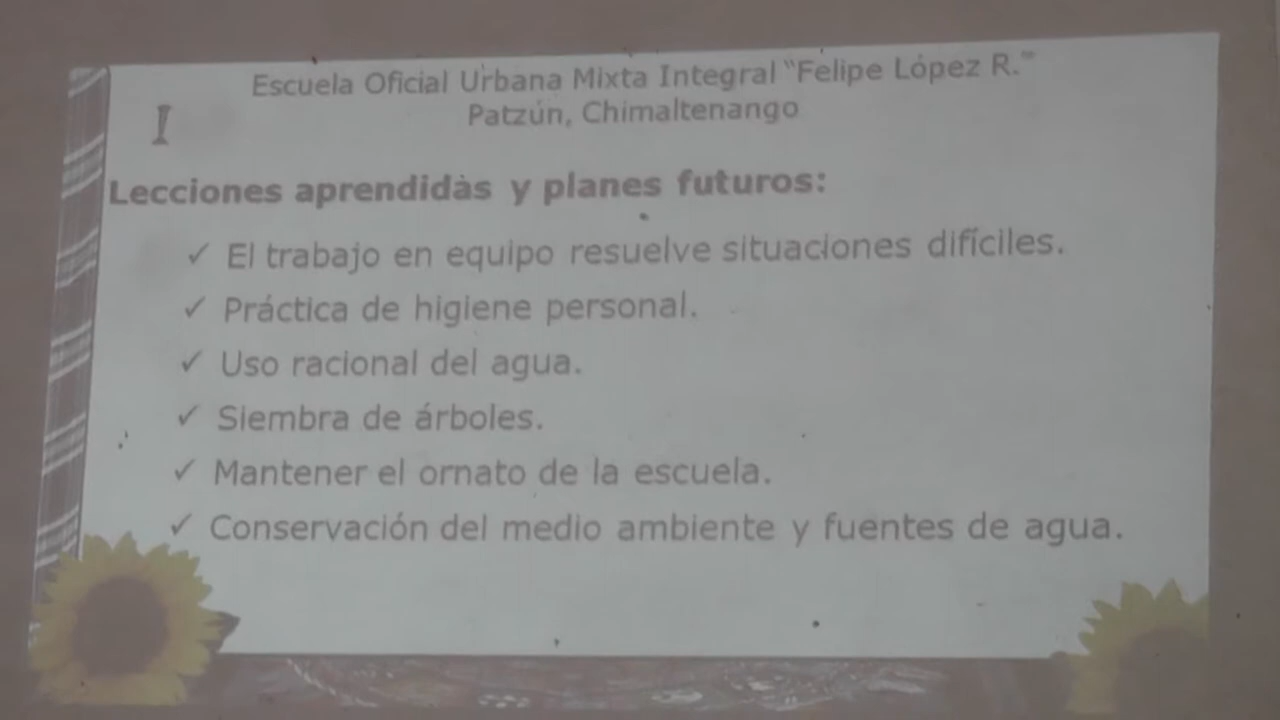 Escuela Oficial Urbana Mixta Integral "Felipe López R."
Patzún, Chimaltenango
Lecciones aprendidas y planes futuros:
✓ El trabajo en equipo resuelve situaciones difíciles.
✓ Práctica de higiene personal.
✓ Uso racional del agua.
✓ Siembra de árboles.
✓ Mantener el ornato de la escuela.
✓ Conservación del medio ambiente y fuentes de agua.